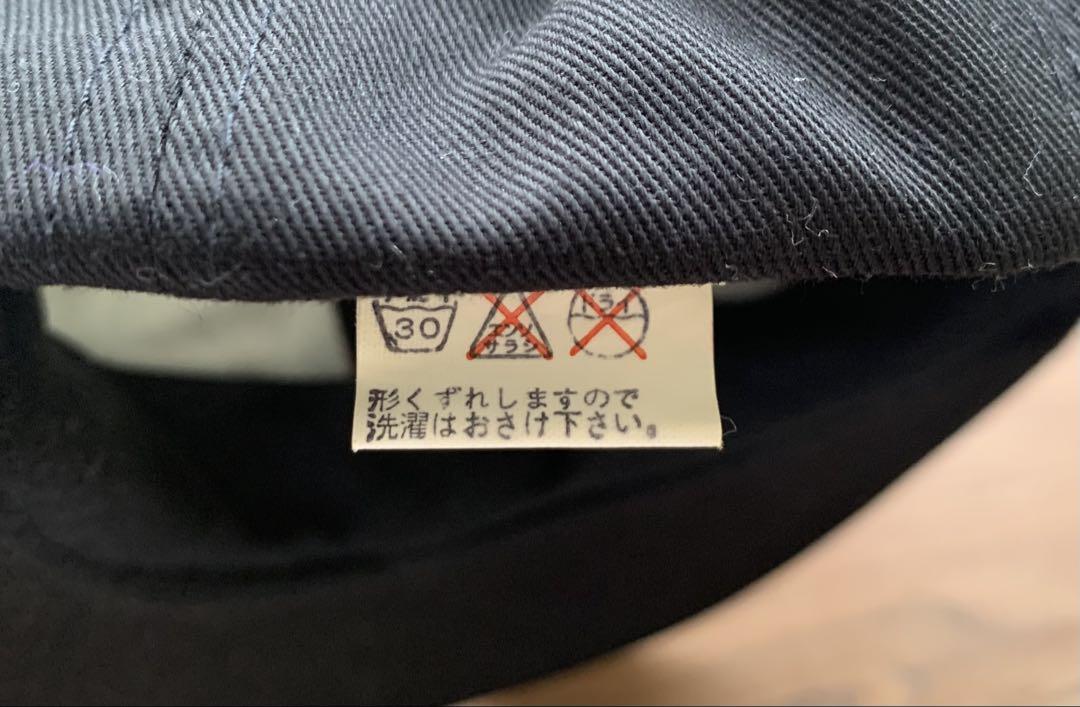 30
エンソ
サラシ
ドライ
形くずれしますので
洗濯はおさけ下さい。